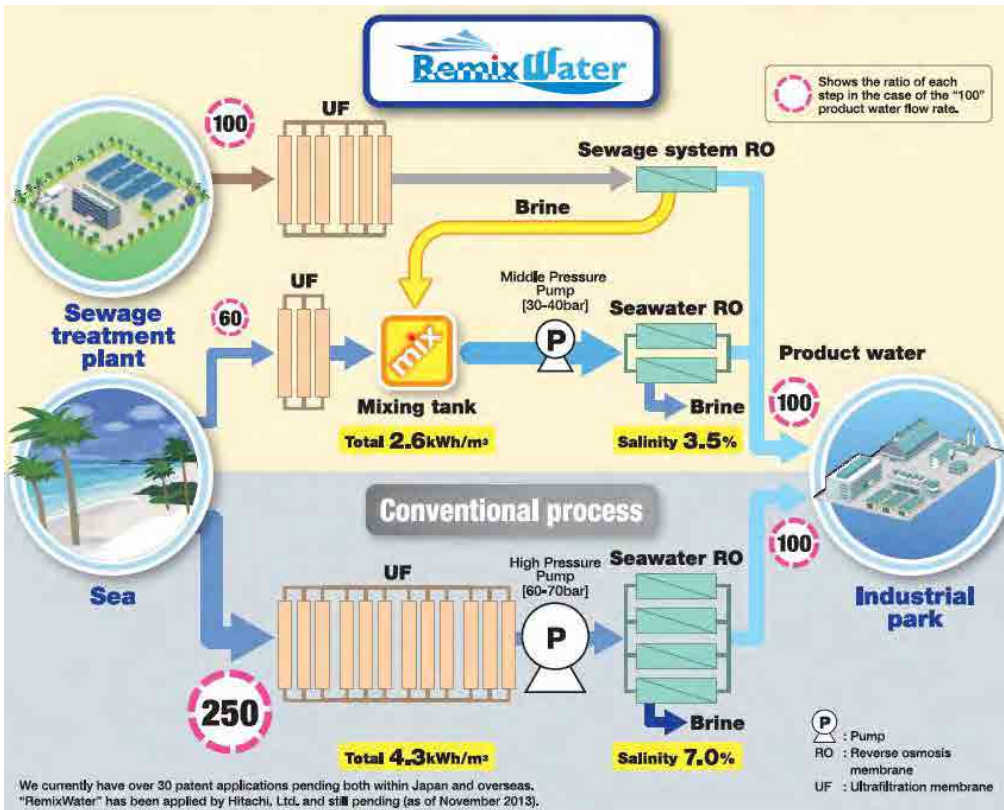 RemixWater
Shows the ratio of each
step in the case of the “100”
product water flow rate.
100
UF
Sewage system RO
Brine
Sewage
treatment
plant
60
UF
mix
Mixing tank
Total 2.6kWh/m³
Middle Pressure
Pump
[30-40bar]
P
Seawater RO
Brine
Salinity 3.5%
Product water
100
Sea
Conventional process
250
UF
Total 4.3kWh/m³
High Pressure
Pump
[60-70bar]
P
Seawater RO
Brine
Salinity 7.0%
100
Industrial
park
P : Pump
RO : Reverse osmosis
membrane
UF : Ultrafiltration membrane
We currently have over 30 patent applications pending both within Japan and overseas.
“RemixWater” has been applied by Hitachi, Ltd. and still pending (as of November 2013).